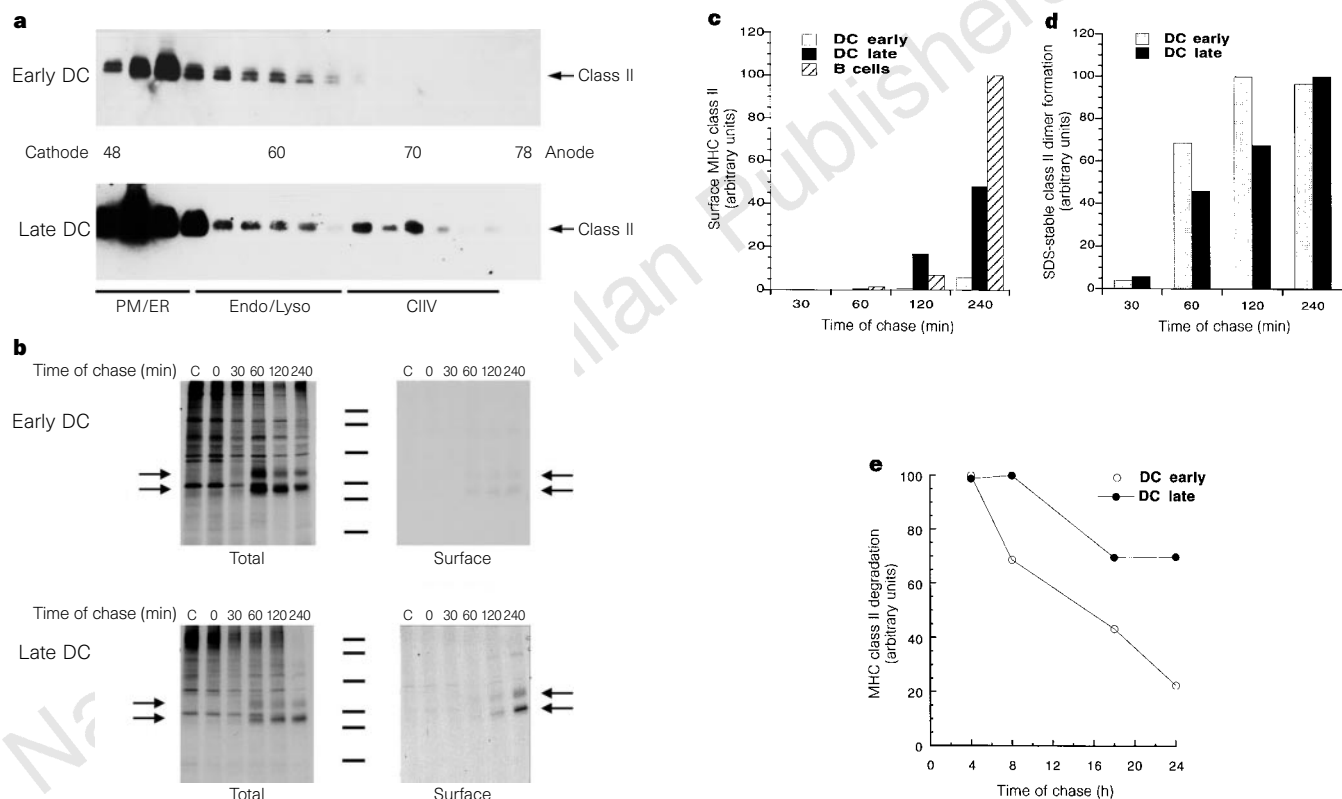 a
Early DC
Class II
Cathode 48 60 70 78 Anode
Late DC
Class II
PM/ER Endo/Lyso CIIV
b
Time of chase (min) C 0 30 60 120 240 C 0 30 60 120 240
Early DC
Total Surface
Time of chase (min) C 0 30 60 120 240 C 0 30 60 120 240
Late DC
Total Surface
c
DC early
DC late
B cells
Surface MHC class II
(arbitrary units)
120
100
80
60
40
20
0
30 60 120 240
Time of chase (min)
d
DC early
DC late
SDS-stable class II dimer formation
(arbitrary units)
120
100
80
60
40
20
0
30 60 120 240
Time of chase (min)
e
DC early
DC late
MHC class II degradation
(arbitrary units)
100
80
60
40
20
0
0 4 8 12 16 20 24
Time of chase (h)
Publishers